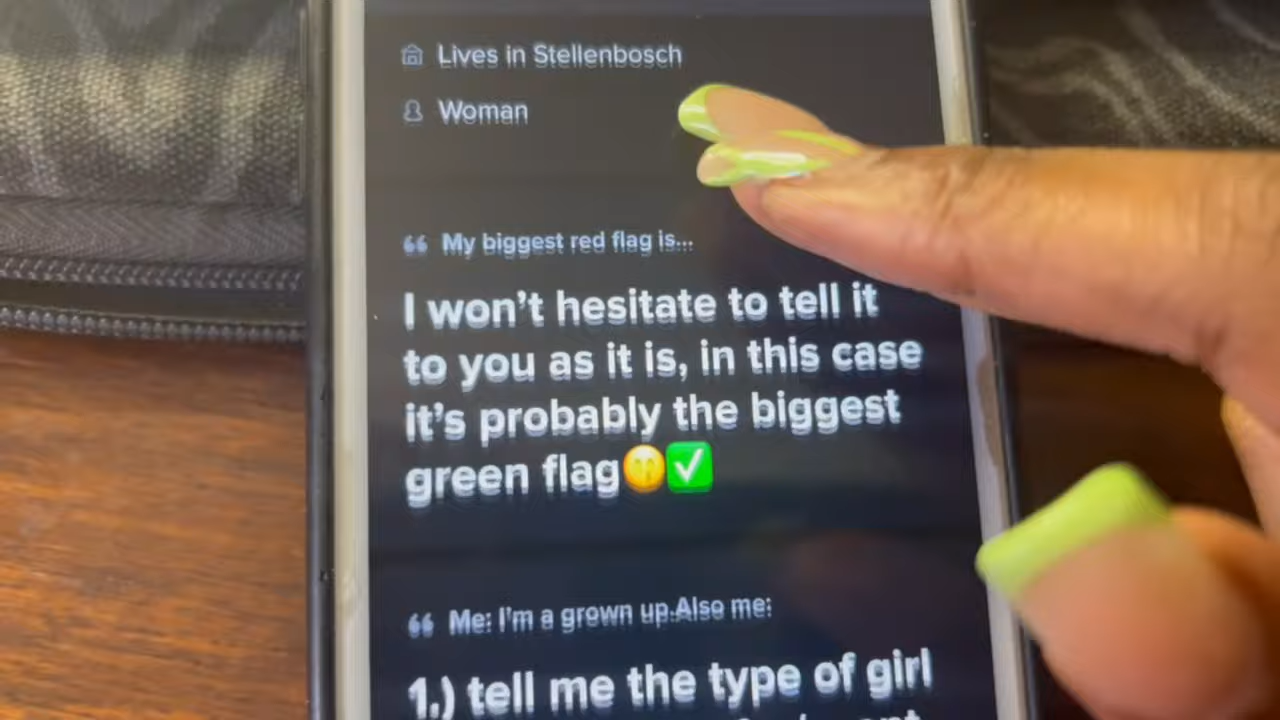 Lives in Stellenbosch
Woman
“ My biggest red flag is...
I won’t hesitate to tell it
to you as it is, in this case
it’s probably the biggest
green flag🤭✅
“ Me: I’m a grown up.Also me:
1.) tell me the type of girl